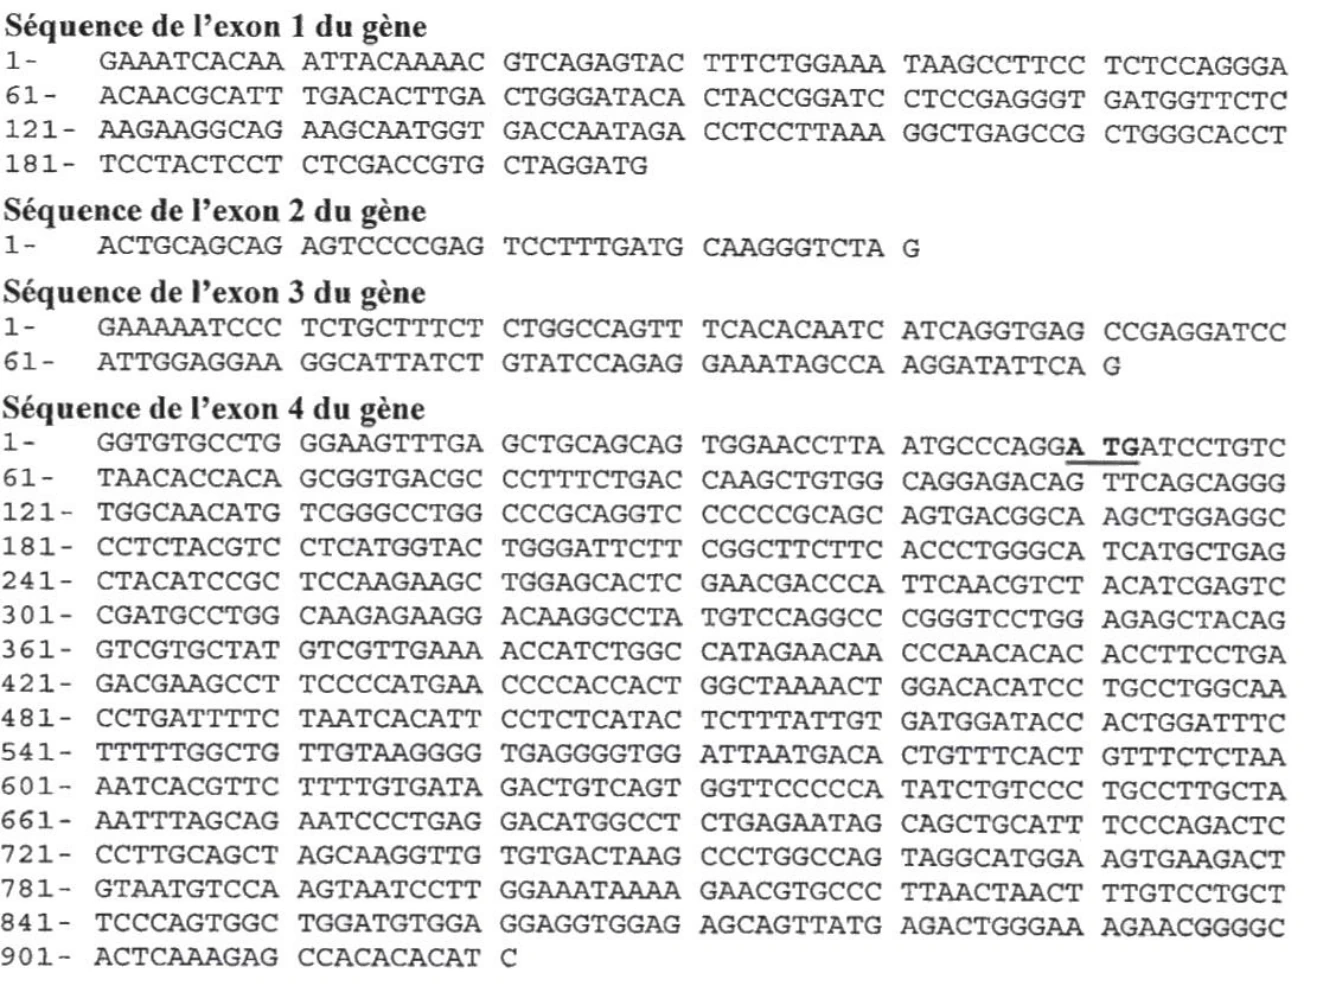 Séquence de l'exon 1 du gène
1- GAAATCACAA ATTACAAAAC GTCAGAGTAC TTTCTGGAAA TAAGCCTTCC TCTCCAGGGA
61- ACAACGCATT TGACACTTGA CTGGGATACA CTACCGGATC CTCCGAGGGT GATGGTTCTC
121- AAGAAGGCAG AAGCAATGGT GACCAATAGA CCTCCTTAAA GGCTGAGCCG CTGGGCACCT
181- TCCTACTCCT CTCGACCGTG CTAGGATG
Séquence de l'exon 2 du gène
1- ACTGCAGCAG AGTCCCCGAG TCCTTTGATG CAAGGGTCTA G
Séquence de l'exon 3 du gène
1- GAAAAATCCC TCTGCTTTCT CTGGCCAGTT TCACACAATC ATCAGGTGAG CCGAGGATCC
61- ATTGGAGGAA GGCATTATCT GTATCCAGAG GAAATAGCCA AGGATATTCA G
Séquence de l'exon 4 du gène
1- GGTGTGCCTG GGAAGTTTGA GCTGCAGCAG TGGAACCTTA ATGCCCAGGA TGATCCTGTC
61- TAACACCACA GCGGTGACGC CCTTTCTGAC CAAGCTGTGG CAGGAGACAG TTCAGCAGGG
121- TGGCAACATG TCGGGCCTGG CCCGCAGGTC CCCCCGCAGC AGTGACGGCA AGCTGGAGGC
181- CCTCTACGTC CTCATGGTAC TGGGATTCTT CGGCTTCTTC ACCCTGGGCA TCATGCTGAG
241- CTACATCCGC TCCAAGAAGC TGGAGCACTC GAACGACCCA TTCAACGTCT ACATCGAGTC
301- CGATGCCTGG CAAGAGAAGG ACAAGGCCTA TGTCCAGGCC CGGGTCCTGG AGAGCTACAG
361- GTCGTGCTAT GTCGTTGAAA ACCATCTGGC CATAGAACAA CCCAACACAC ACCTTCCTGA
421- GACGAAGCCT TCCCCATGAA CCCCACCACT GGCTAAAACT GGACACATCC TGCCTGGCAA
481- CCTGATTTTC TAATCACATT CCTCTCATAC TCTTTATTGT GATGGATACC ACTGGATTTC
541- TTTTTGGCTG TTGTAAGGGG TGAGGGGTGG ATTAATGACA CTGTTTCACT GTTTCTCTAA
601- AATCACGTTC TTTTGTGATA GACTGTCAGT GGTTCCCCCA TATCTGTCCC TGCCTTGCTA
661- AATTTAGCAG AATCCCTGAG GACATGGCCT CTGAGAATAG CAGCTGCATT TCCCAGACTC
721- CCTTGCAGCT AGCAAGGTTG TGTGACTAAG CCCTGGCCAG TAGGCATGGA AGTGAAGACT
781- GTAATGTCCA AGTAATCCTT GGAAATAAAA GAACGTGCCC TTAACTAACT TTGTCCTGCT
841- TCCCAGTGGC TGGATGTGGA GGAGGTGGAG AGCAGTTATG AGACTGGGAA AGAACGGGGC
901- ACTCAAAGAG CCACACACAT C